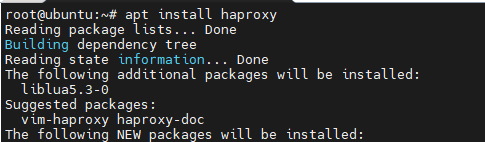 root@ubuntu:~# apt install haproxy
Reading package lists... Done
Building dependency tree
Reading state information... Done
The following additional packages will be installed:
  liblua5.3-0
Suggested packages:
  vim-haproxy haproxy-doc
The following NEW packages will be installed: